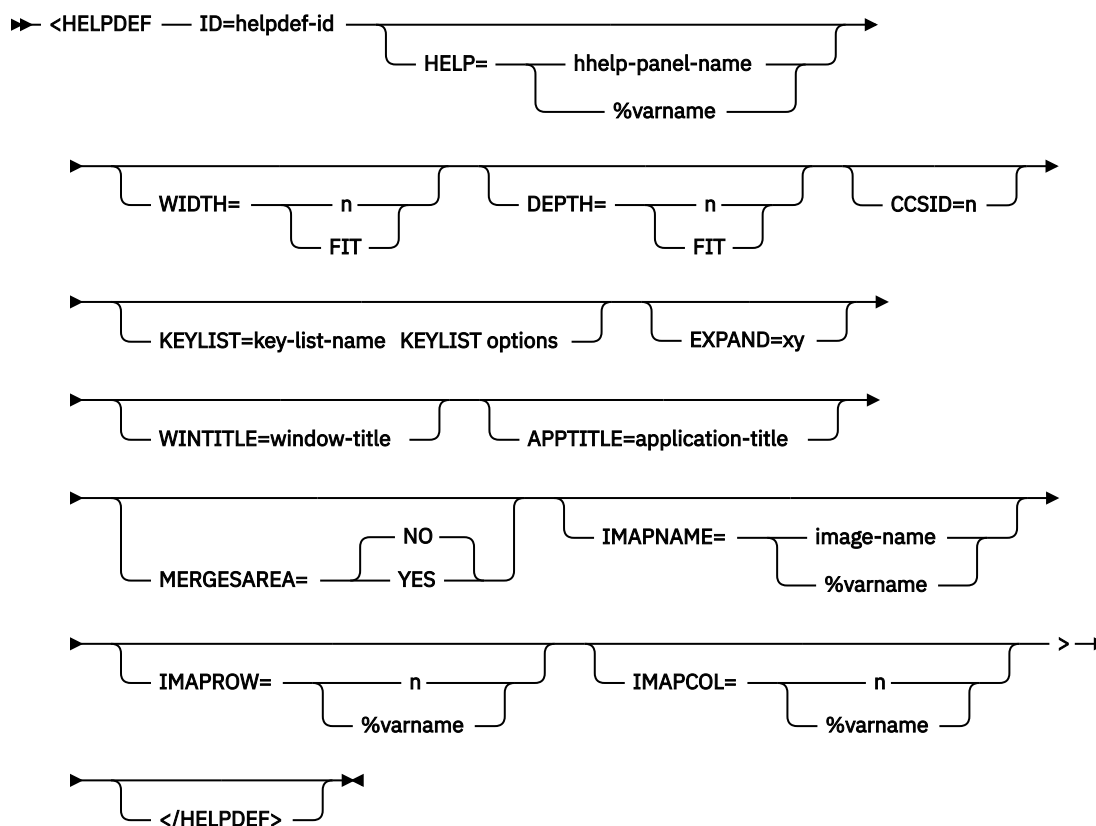 <HELPDEF ID=helpdef-id
HELP= hhelp-panel-name
%varname
WIDTH= n DEPTH= n CCSID=n
FIT FIT
KEYLIST=key-list-name KEYLIST options EXPAND=xy
WINTITLE=window-title APPTITLE=application-title
NO IMAPNAME= image-name
MERGESAREA= YES %varname
>
IMAPROW= n IMAPCOL= n
%varname %varname
</HELPDEF>